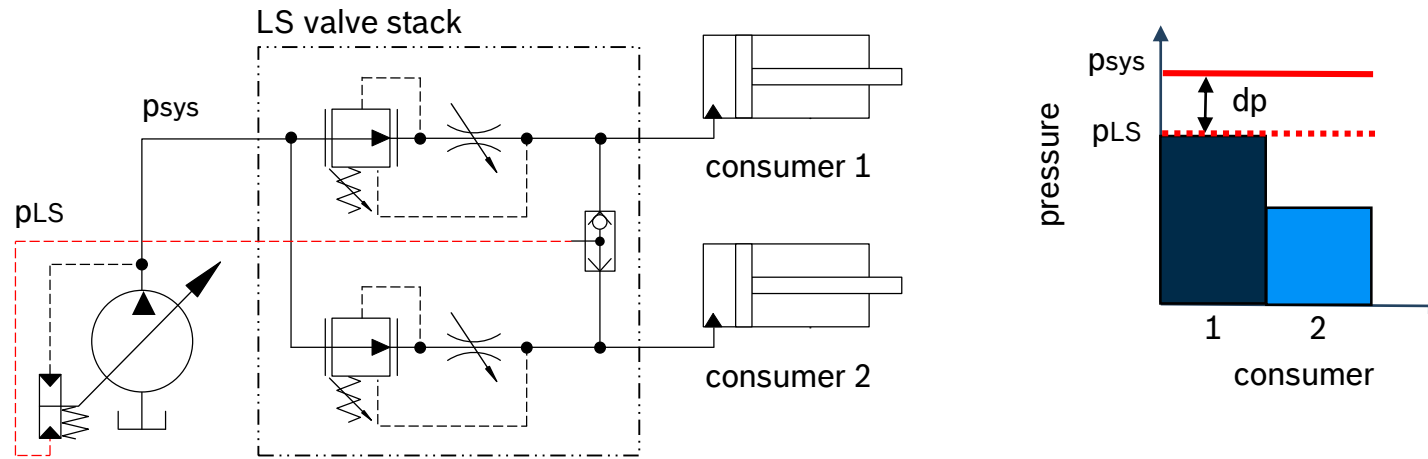 LS valve stack
psys
pLS
consumer 1
consumer 2
psys
dp
pLS
pressure
1
2
consumer